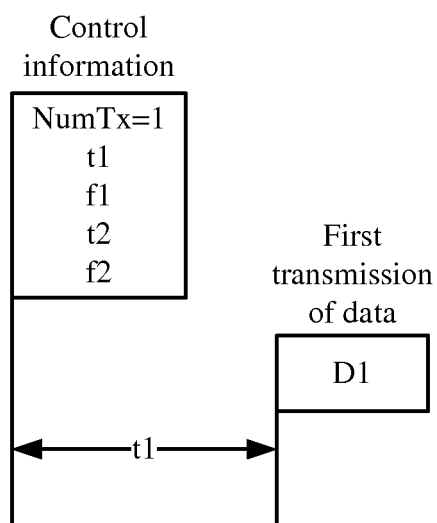 Control
information
NumTx=1
t1
f1
t2
f2
First
transmission
of data
D1
t1